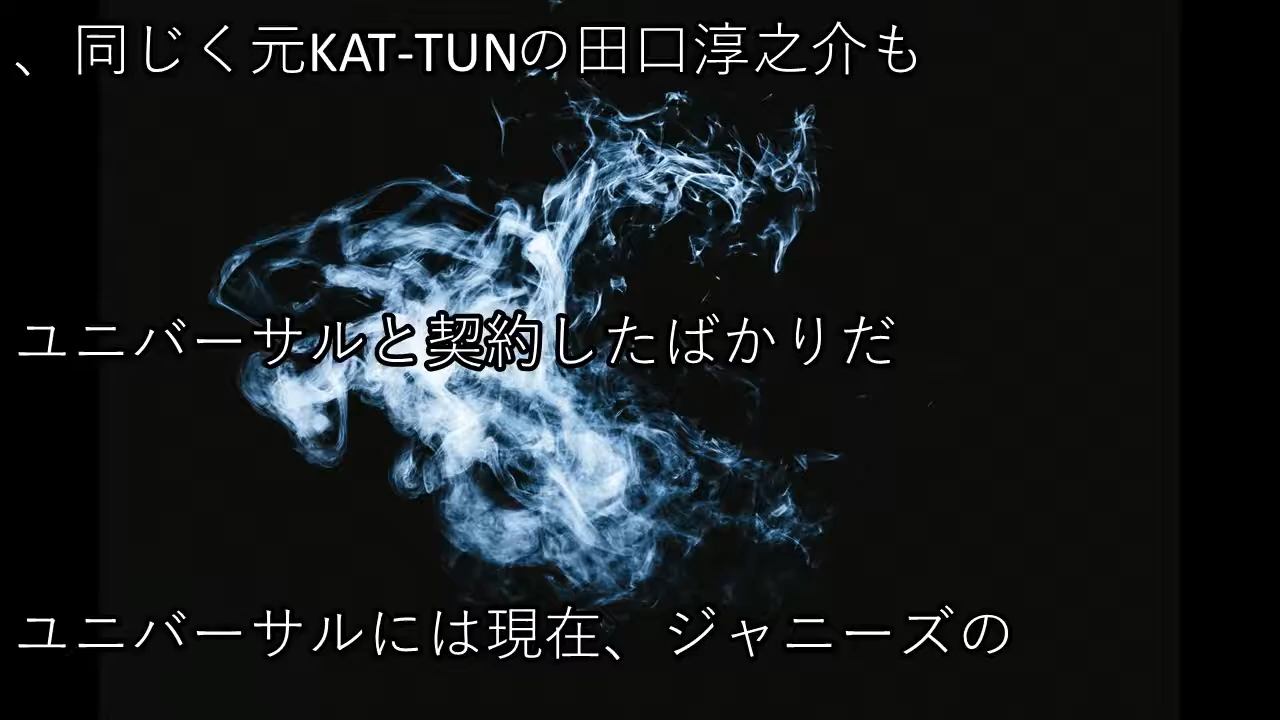 、同じく元KAT-TUNの田口淳之介も
ユニバーサルと契約したばかりだ
ユニバーサルには現在、ジャニーズの